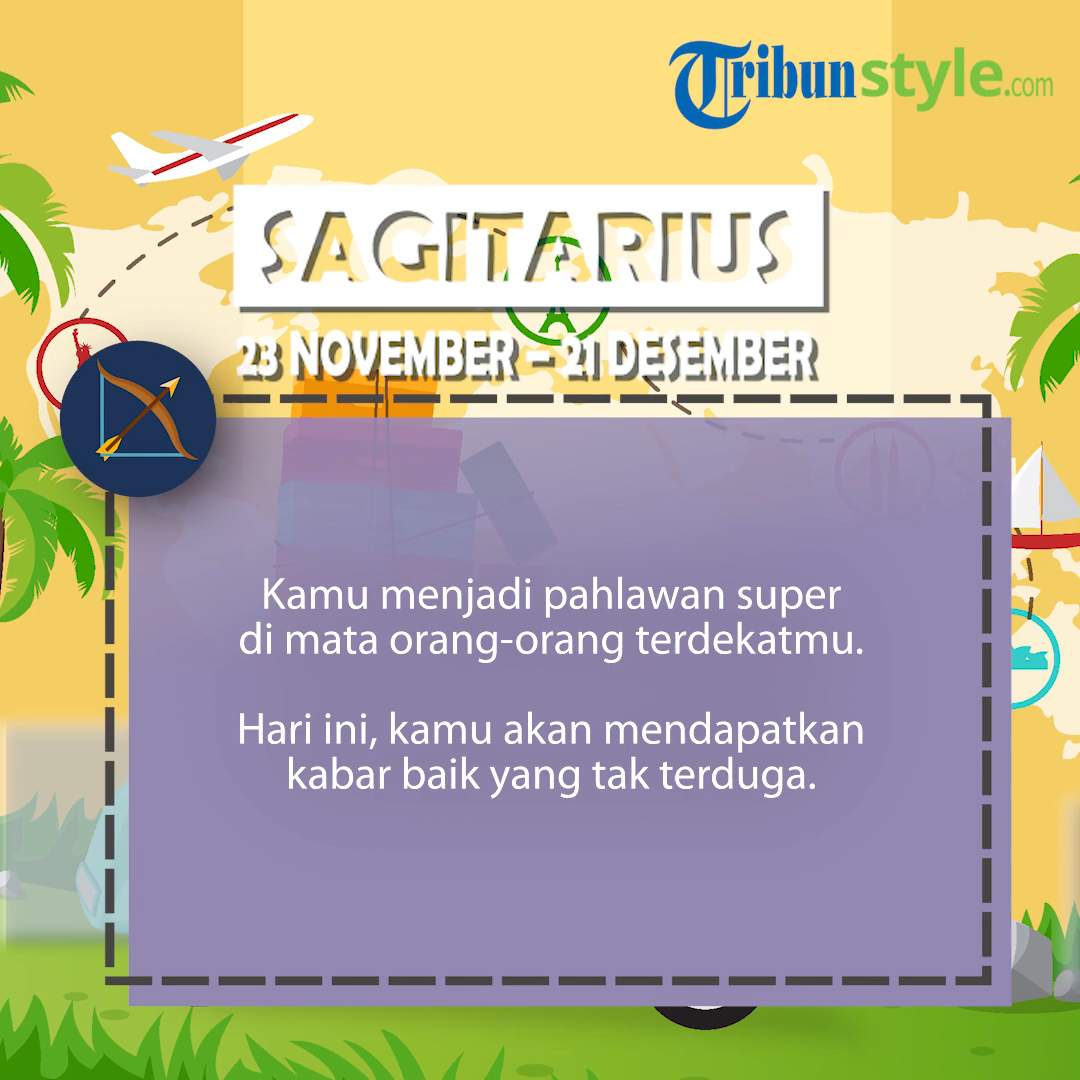 Tribunstyle.com
SAGITARIUS
23 NOVEMBER – 21 DESEMBER
Kamu menjadi pahlawan super
di mata orang-orang terdekatmu.
Hari ini, kamu akan mendapatkan
kabar baik yang tak terduga.